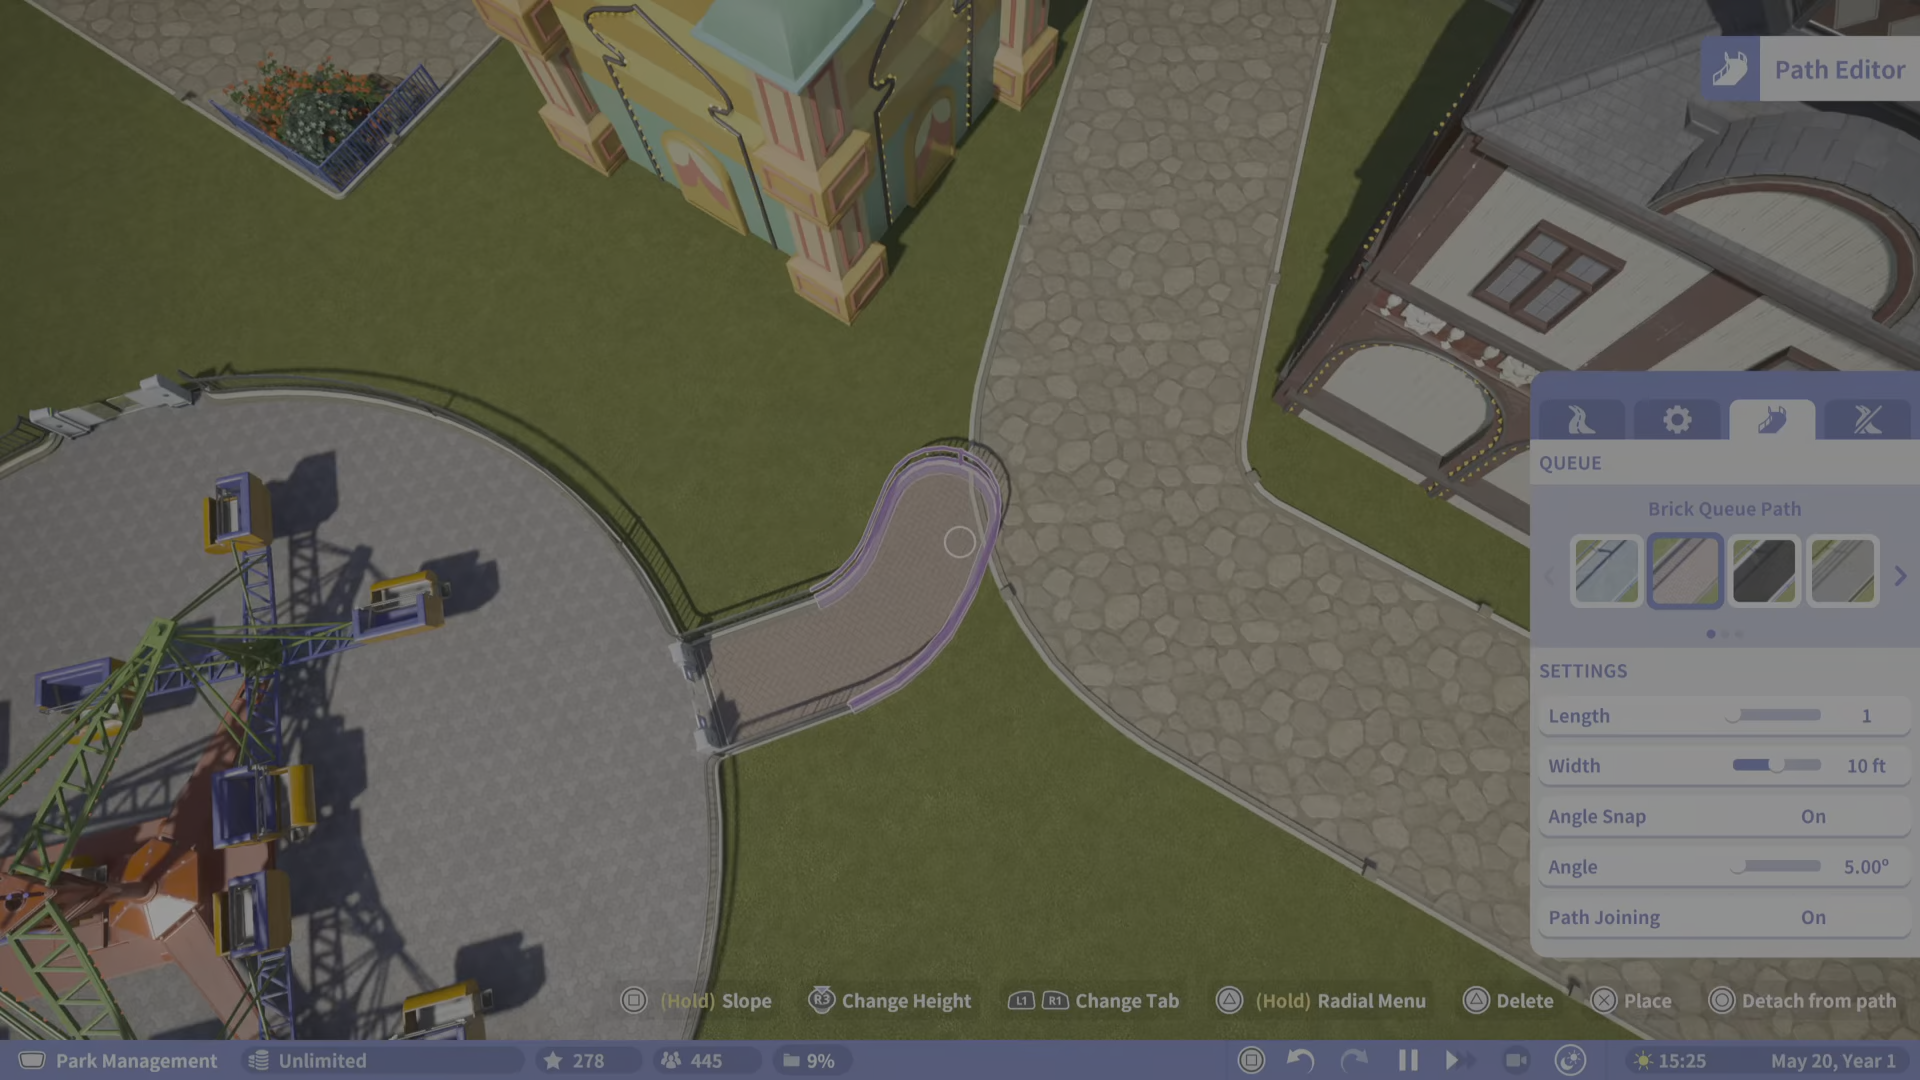 Path Editor
QUEUE
Brick Queue Path
SETTINGS
Length 1
Width 10 ft
Angle Snap On
Angle 5.00°
Path Joining On
(Hold) Slope R3 Change Height L1 R1 Change Tab (Hold) Radial Menu Delete Place Detach from path
Park Management Unlimited 278 445 9% 15:25 May 20, Year 1